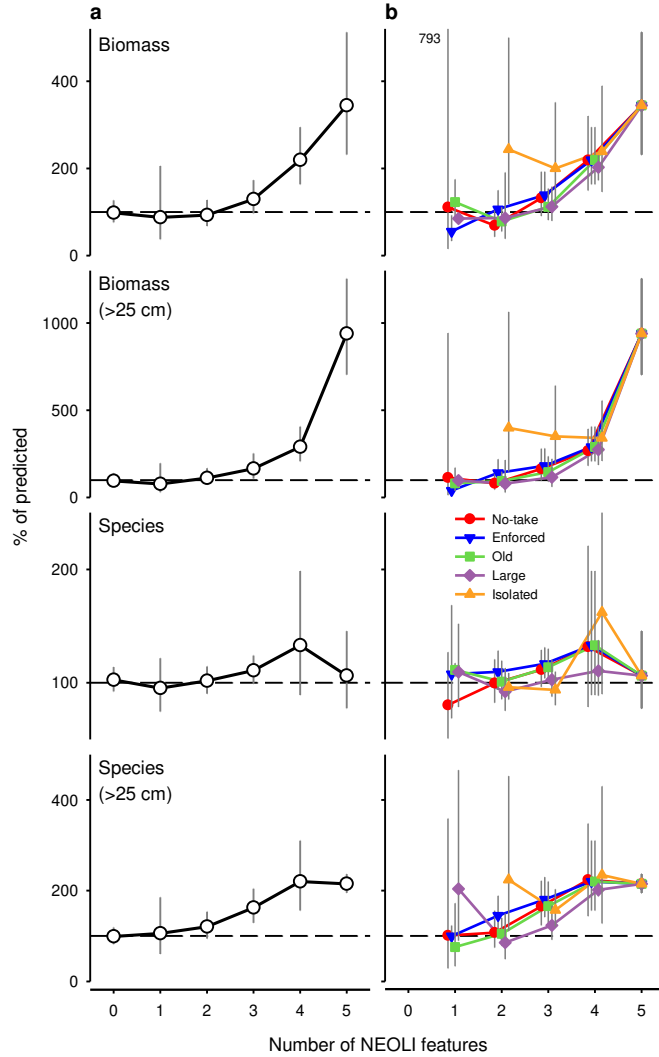 a
b
Biomass
793
400
200
0
Biomass
(>25 cm)
1000
500
0
% of predicted
Species
No-take
Enforced
Old
Large
Isolated
200
100
Species
(>25 cm)
400
200
0
0 1 2 3 4 5
0 1 2 3 4 5
Number of NEOLI features